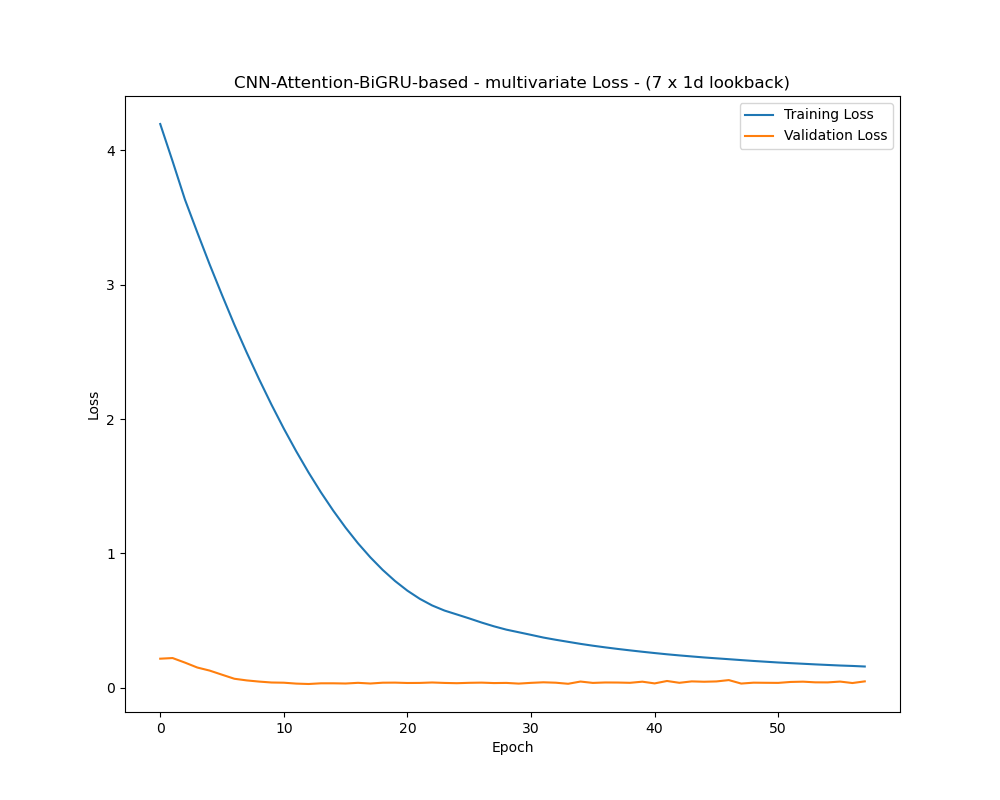 CNN-Attention-BiGRU-based - multivariate Loss - (7 x 1d lookback)
Training Loss
Validation Loss
4
3
2
1
0
Loss
0 10 20 30 40 50
Epoch